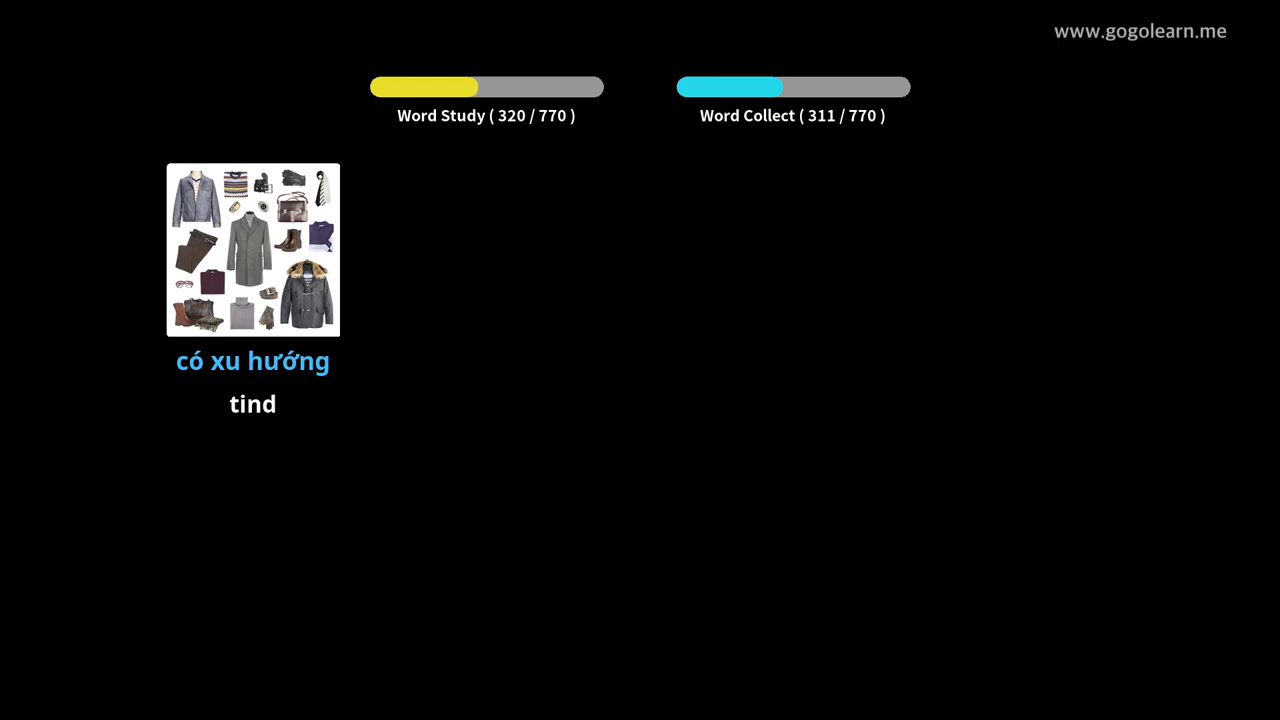 www.gogolearn.me
Word Study ( 320 / 770 )
Word Collect ( 311 / 770 )
có xu hướng
tind